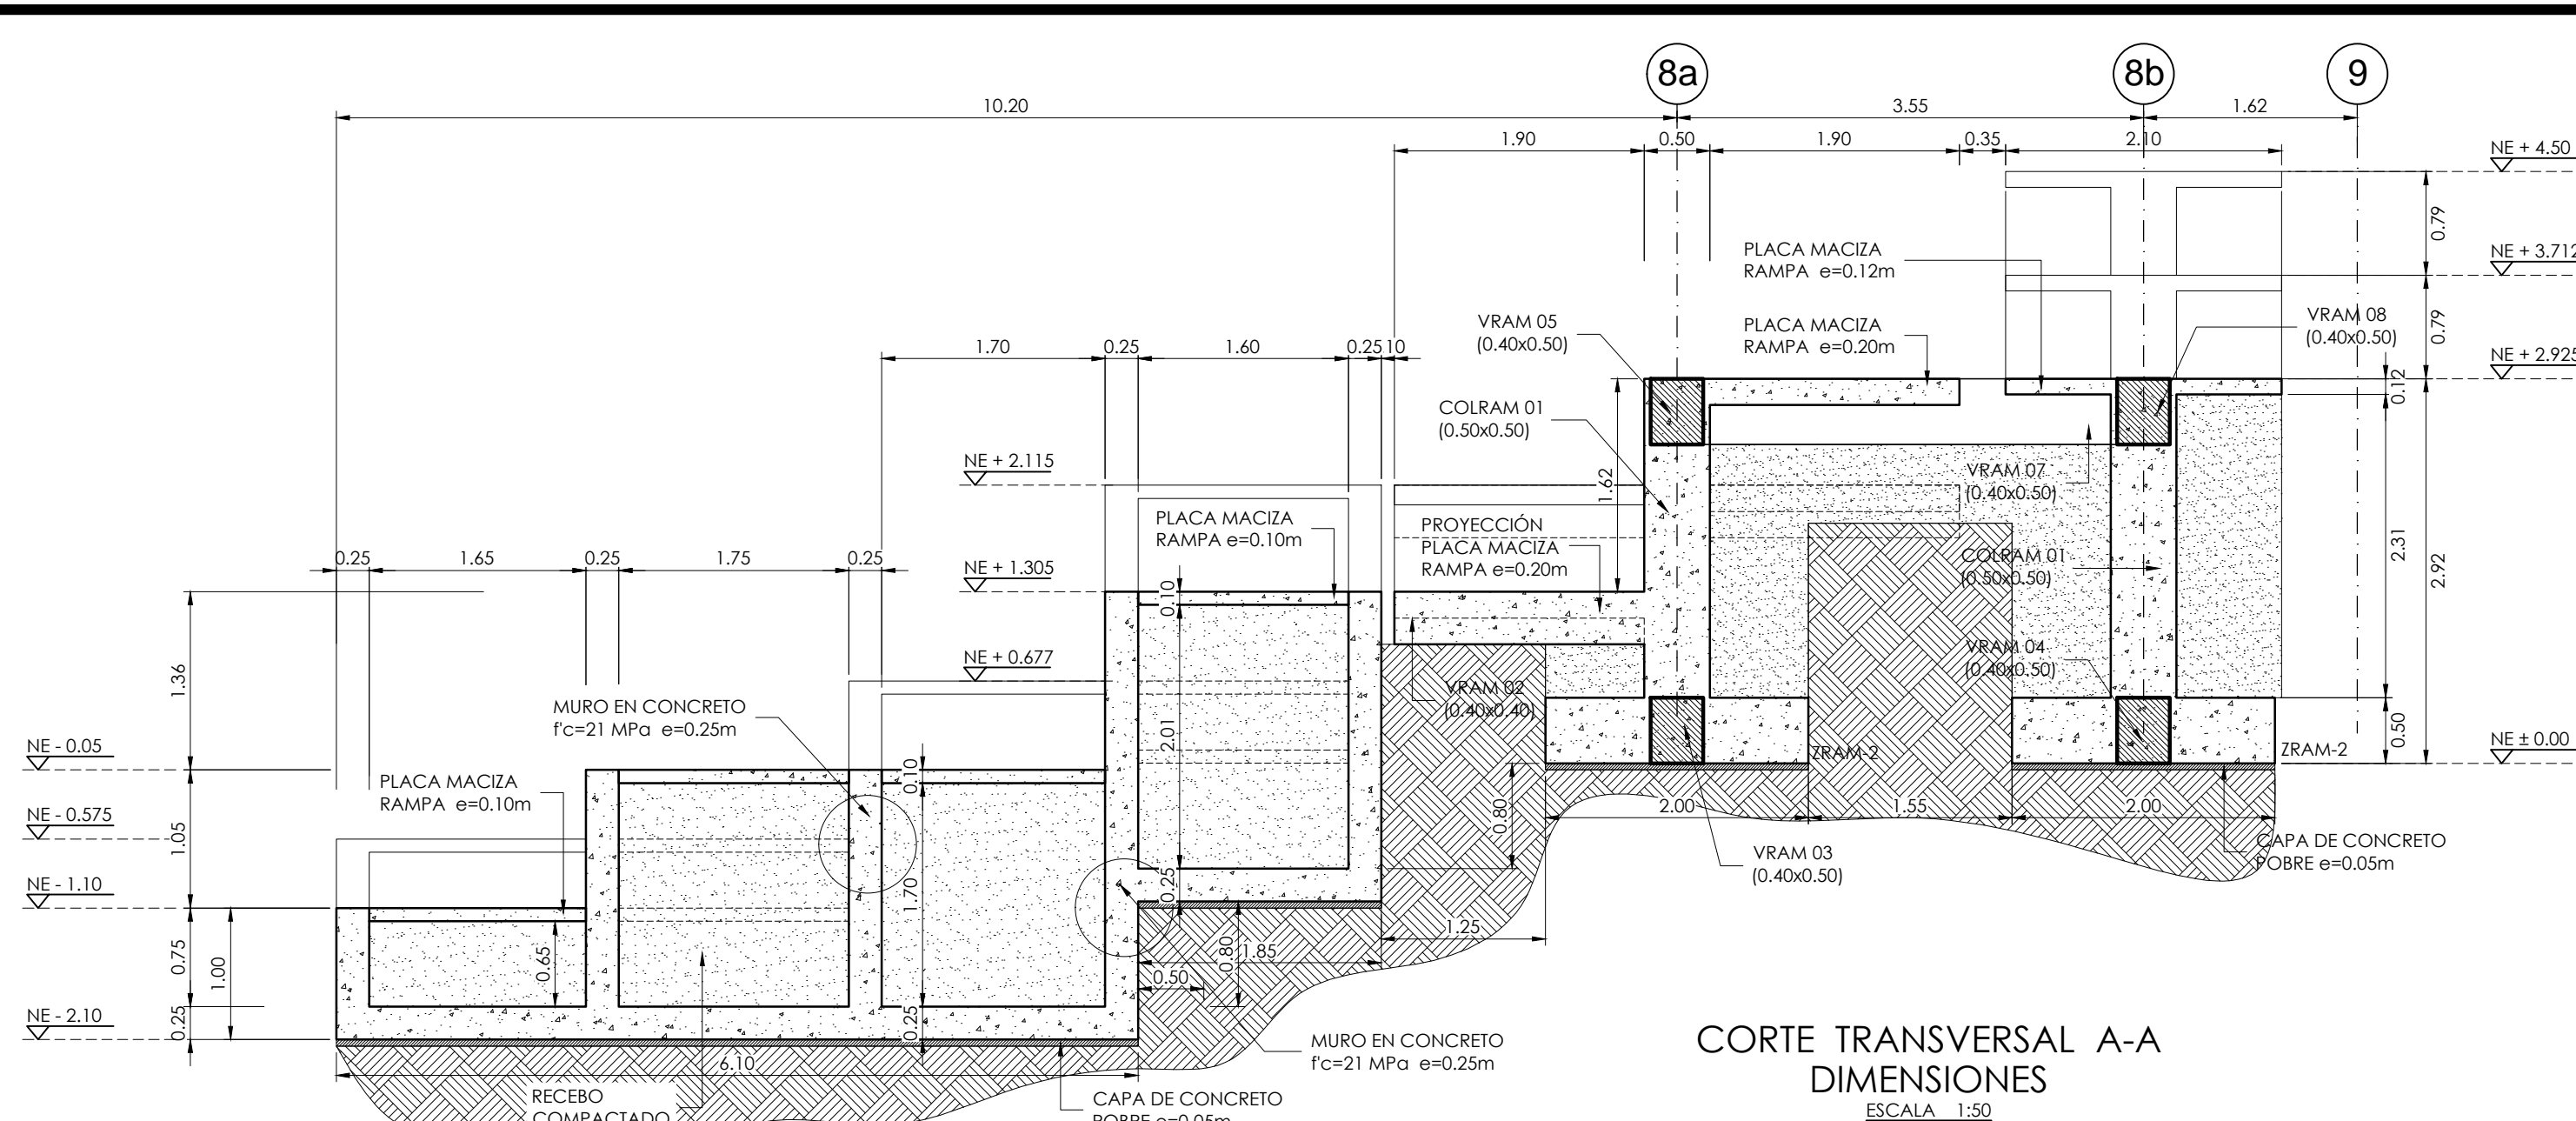 8a
8b
9
10.20
3.55
1.62
1.90
0.50
1.90
0.35
2.10
NE + 4.50
0.79
PLACA MACIZA
RAMPA e=0.12m
NE + 3.712
VRAM 05
(0.40x0.50)
PLACA MACIZA
RAMPA e=0.20m
VRAM 08
(0.40x0.50)
0.79
1.70
0.25
1.60
0.25
10
NE + 2.925
0.12
COLRAM 01
(0.50x0.50)
NE + 2.115
1.62
VRAM 07
(0.40x0.50)
PLACA MACIZA
RAMPA e=0.10m
PROYECCIÓN
PLACA MACIZA
RAMPA e=0.20m
0.25
1.65
0.25
1.75
0.25
NE + 1.305
0.10
COLRAM 01
(0.50x0.50)
2.31
2.92
1.36
NE + 0.677
VRAM 04
(0.40x0.50)
VRAM 02
(0.40x0.40)
MURO EN CONCRETO
f'c=21 MPa e=0.25m
2.01
0.50
NE - 0.05
NE ± 0.00
ZRAM-2
ZRAM-2
PLACA MACIZA
RAMPA e=0.10m
0.10
0.80
2.00
1.55
2.00
NE - 0.575
1.05
CAPA DE CONCRETO
POBRE e=0.05m
VRAM 03
(0.40x0.50)
NE - 1.10
1.70
0.25
1.25
0.75
1.00
0.65
0.80
1.85
0.50
NE - 2.10
0.25
0.25
MURO EN CONCRETO
f'c=21 MPa e=0.25m
CORTE TRANSVERSAL A-A
DIMENSIONES
ESCALA 1:50
6.10
RECEBO
COMPACTADO
CAPA DE CONCRETO
POBRE e=0.05m